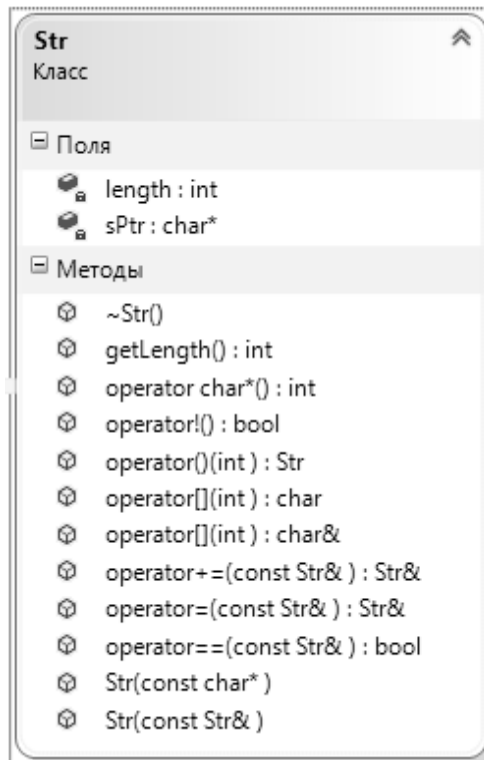 Str
Класс
Поля
length : int
sPtr : char*
Методы
~Str()
getLength() : int
operator char*() : int
operator!() : bool
operator()(int ) : Str
operator[](int ) : char
operator[](int ) : char&
operator+=(const Str& ) : Str&
operator=(const Str& ) : Str&
operator==(const Str& ) : bool
Str(const char* )
Str(const Str& )